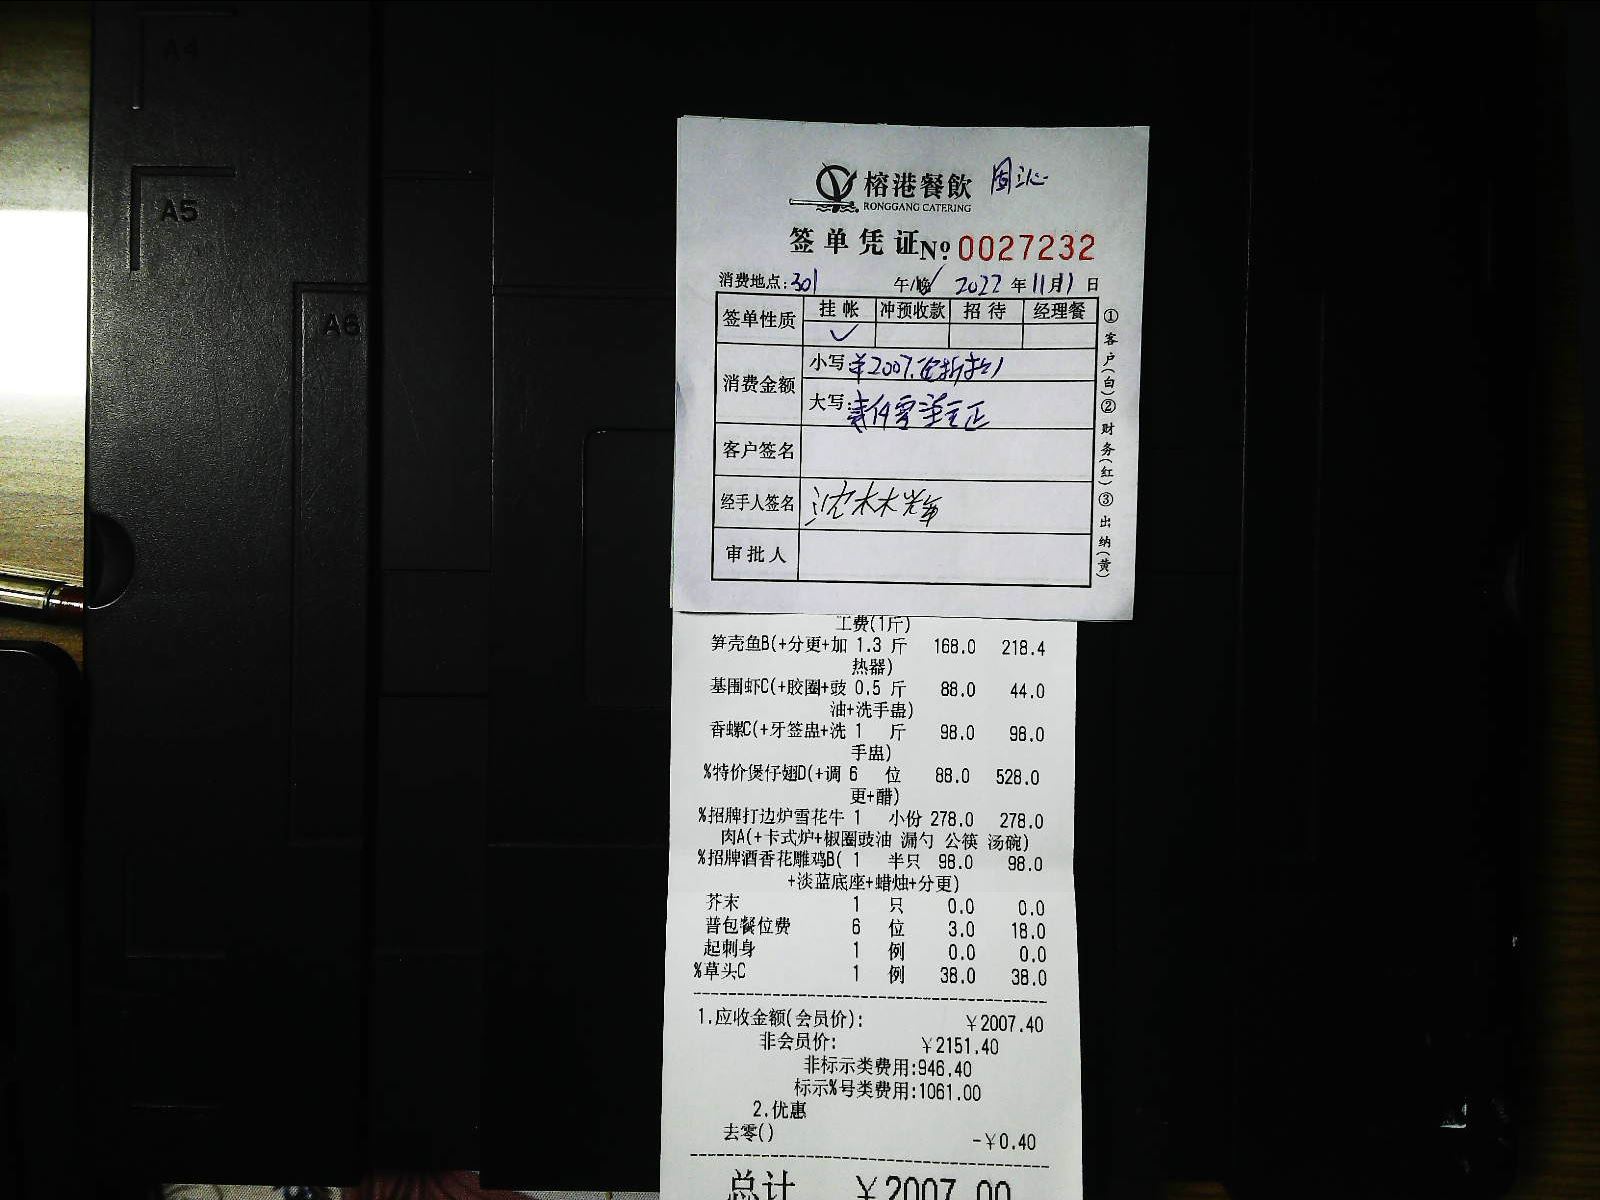 A4
A5
A6
榕港餐飲
RONGGANG CATERING
签单凭证 №0027232
消费地点:301 午/晚 2022年11月1日
签单性质 挂帐 冲预收款 招待 经理餐
✓
消费金额 小写:¥2007.
大写:贰仟零柒元正
客户签名
经手人签名 沈林辉
审批人
①客户(白)②财务(红)③出纳(黄)
工费(1斤)
笋壳鱼B(+分更+加 1.3 斤 168.0 218.4
热器)
基围虾C(+胶圈+豉 0.5 斤 88.0 44.0
油+洗手盅)
香螺C(+牙签盅+洗 1 斤 98.0 98.0
手盅)
%特价煲仔翅D(+调 6 位 88.0 528.0
更+醋)
%招牌打边炉雪花牛 1 小份 278.0 278.0
肉A(+卡式炉+椒圈豉油 漏勺 公筷 汤碗)
%招牌酒香花雕鸡B( 1 半只 98.0 98.0
+淡蓝底座+蜡烛+分更)
芥末 1 只 0.0 0.0
普包餐位费 6 位 3.0 18.0
起刺身 1 例 0.0 0.0
%草头C 1 例 38.0 38.0
1.应收金额(会员价): ¥2007.40
非会员价: ¥2151.40
非标示类费用:946.40
标示%号类费用:1061.00
2.优惠
去零() -¥0.40
总计 ¥2007.00